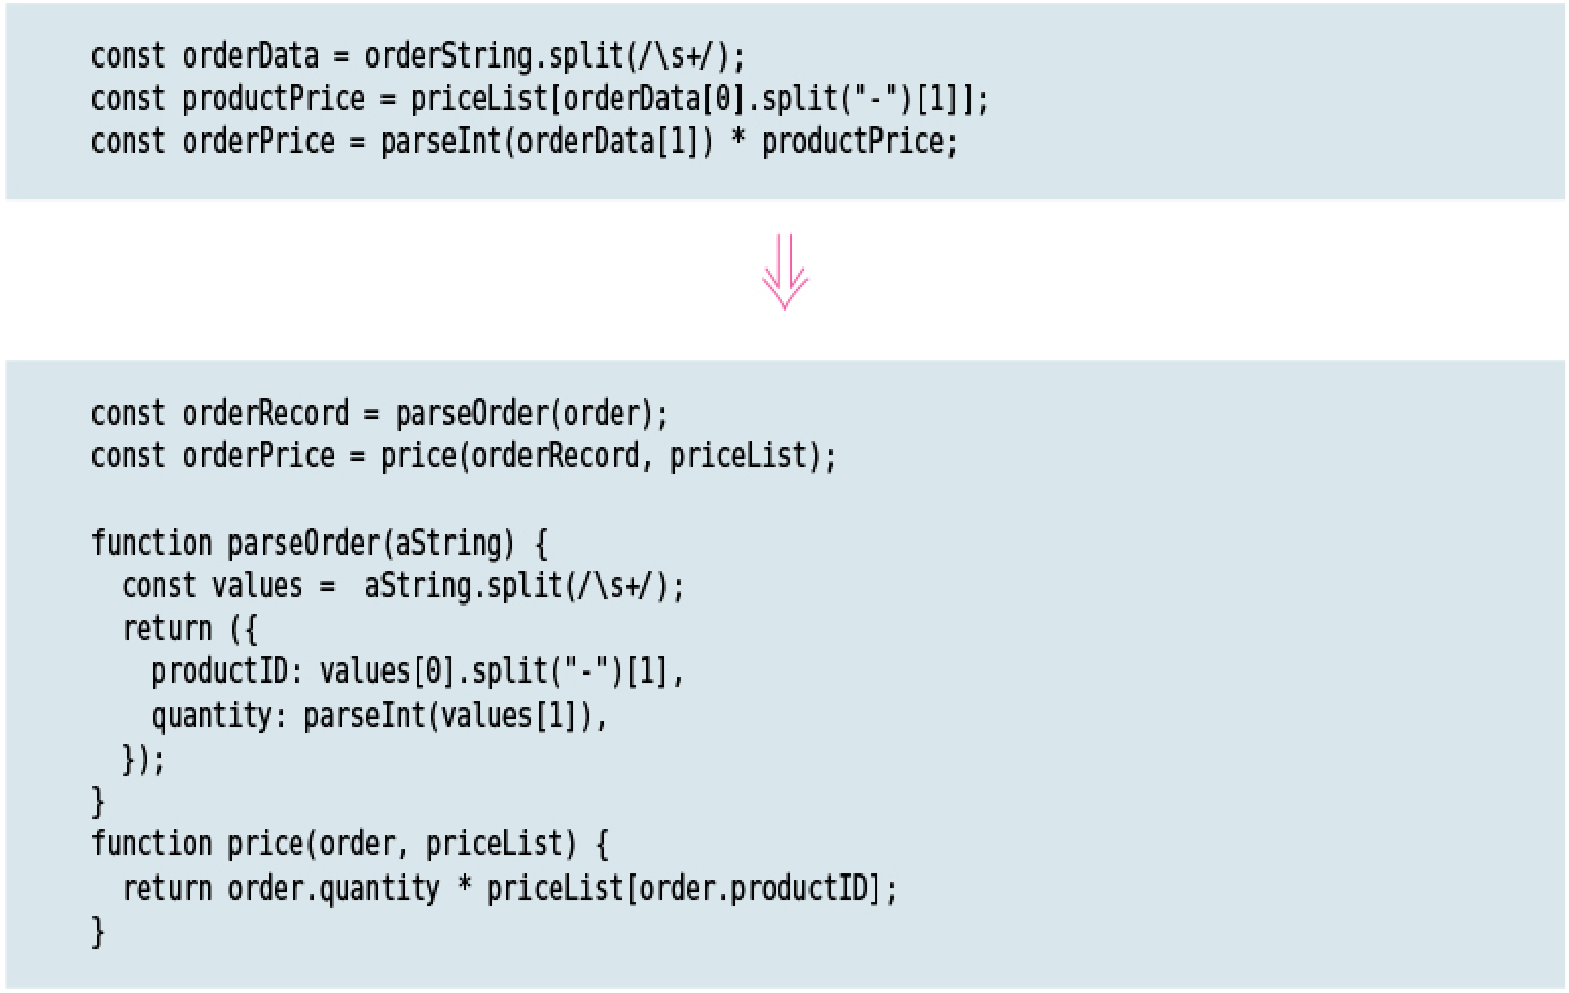 const orderData = orderString.split(/\s+/);
const productPrice = priceList[orderData[0].split("-")[1]];
const orderPrice = parseInt(orderData[1]) * productPrice;
const orderRecord = parseOrder(order);
const orderPrice = price(orderRecord, priceList);
function parseOrder(aString) {
  const values =  aString.split(/\s+/);
  return ({
    productID: values[0].split("-")[1],
    quantity: parseInt(values[1]),
  });
}
function price(order, priceList) {
  return order.quantity * priceList[order.productID];
}